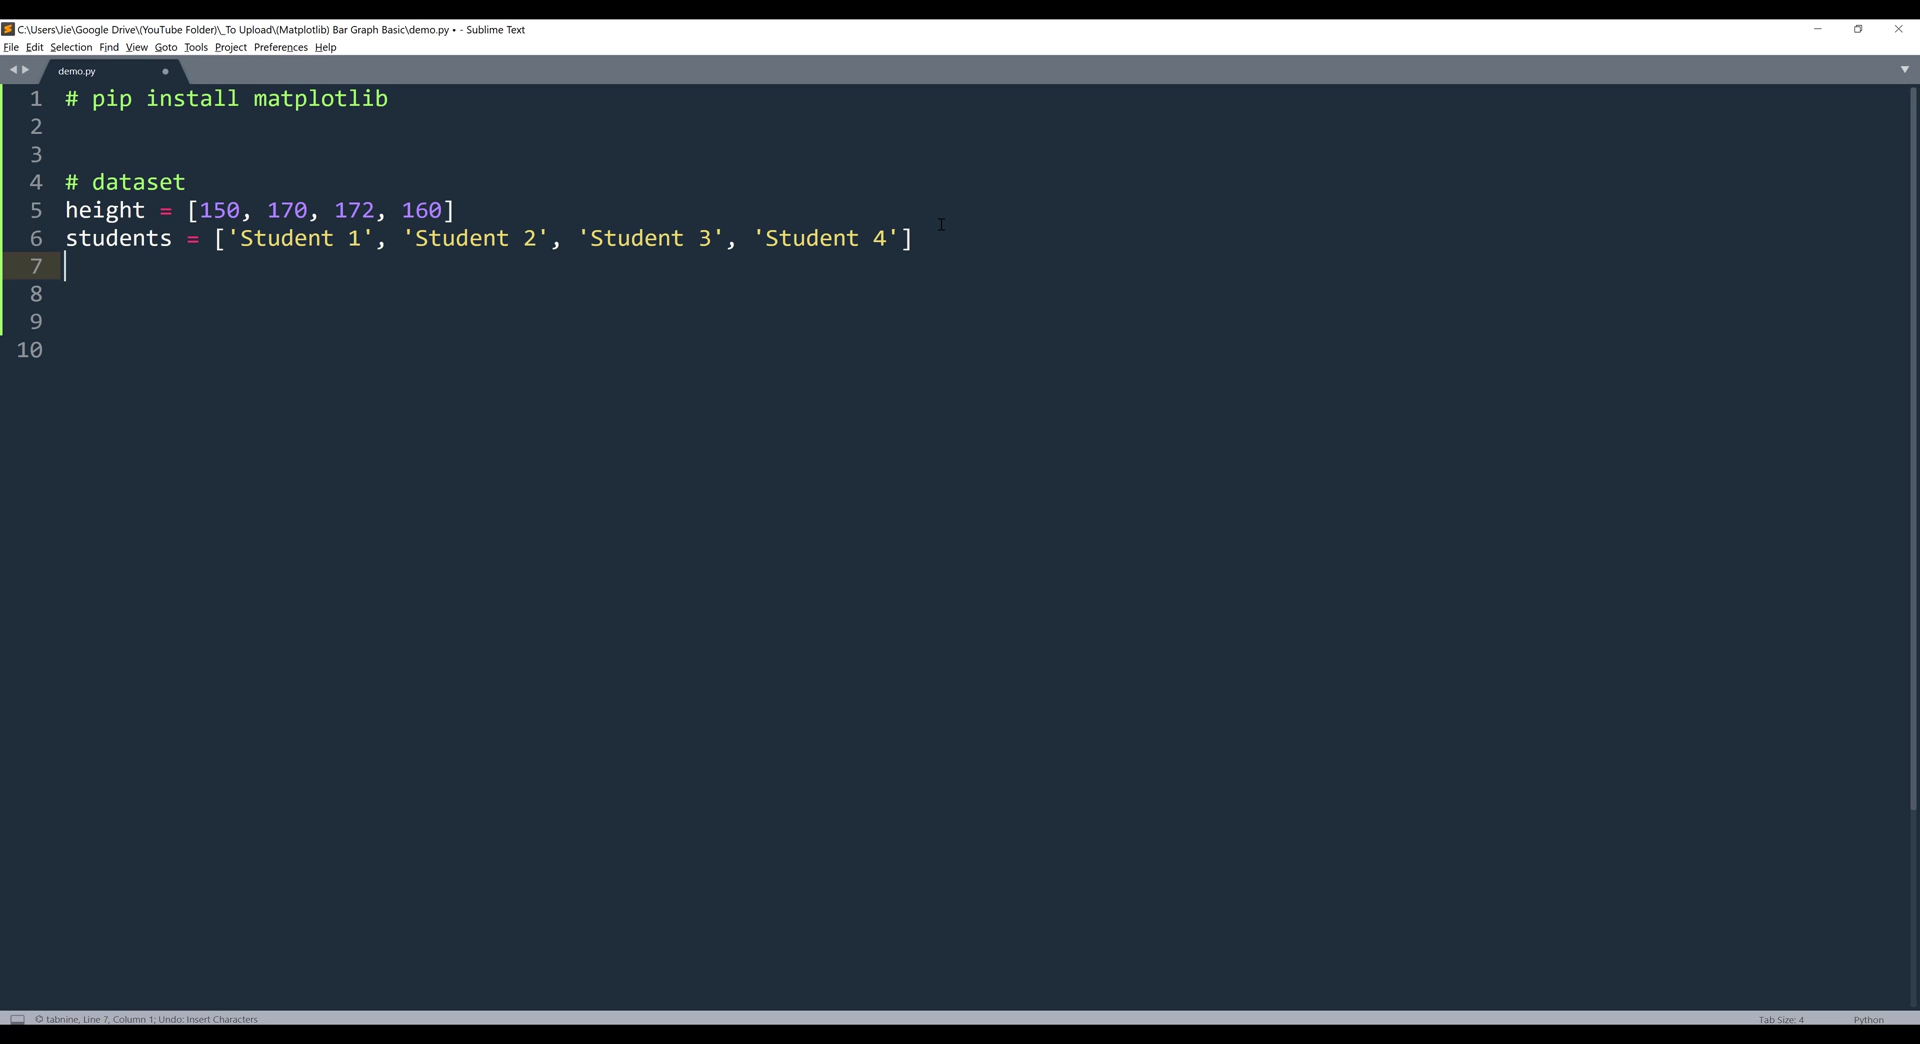 C:\Users\Jie\Google Drive\(YouTube Folder)\_To Upload\(Matplotlib) Bar Graph Basic\demo.py • - Sublime Text
File Edit Selection Find View Goto Tools Project Preferences Help
demo.py
1 # pip install matplotlib
2
3
4 # dataset
5 height = [150, 170, 172, 160]
6 students = ['Student 1', 'Student 2', 'Student 3', 'Student 4']
7
8
9
10
tabnine, Line 7, Column 1; Undo: Insert Characters Tab Size: 4 Python